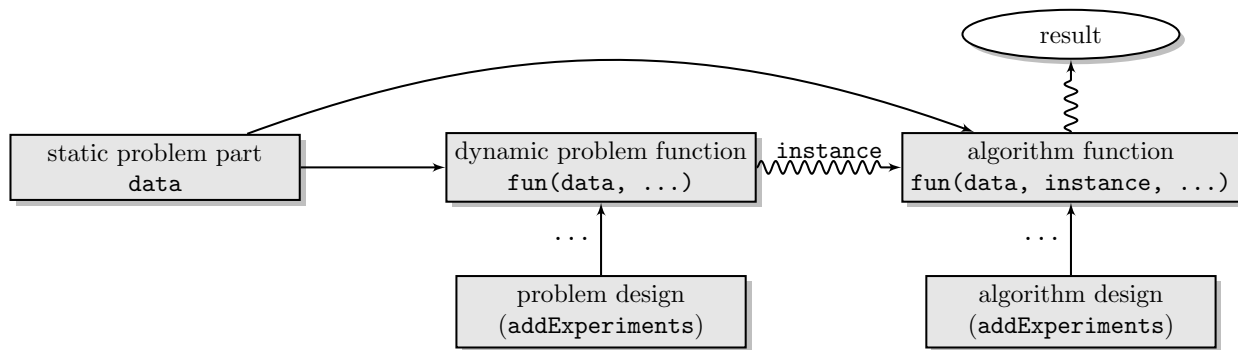 result
static problem part
data
dynamic problem function
fun(data, ...)
instance
algorithm function
fun(data, instance, ...)
...
...
problem design
(addExperiments)
algorithm design
(addExperiments)